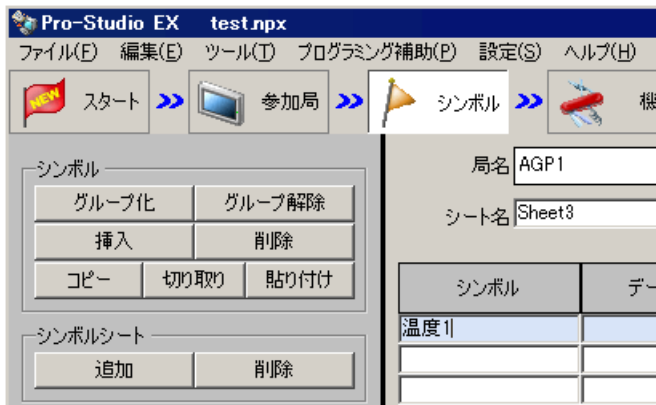 Pro-Studio EX test.npx
ファイル(F) 編集(E) ツール(T) プログラミング補助(P) 設定(S) ヘルプ(H)
NEW スタート 参加局 シンボル 機
シンボル
グループ化 グループ解除
挿入 削除
コピー 切り取り 貼り付け
シンボルシート
追加 削除
局名 AGP1
シート名 Sheet3
シンボル デー
温度1